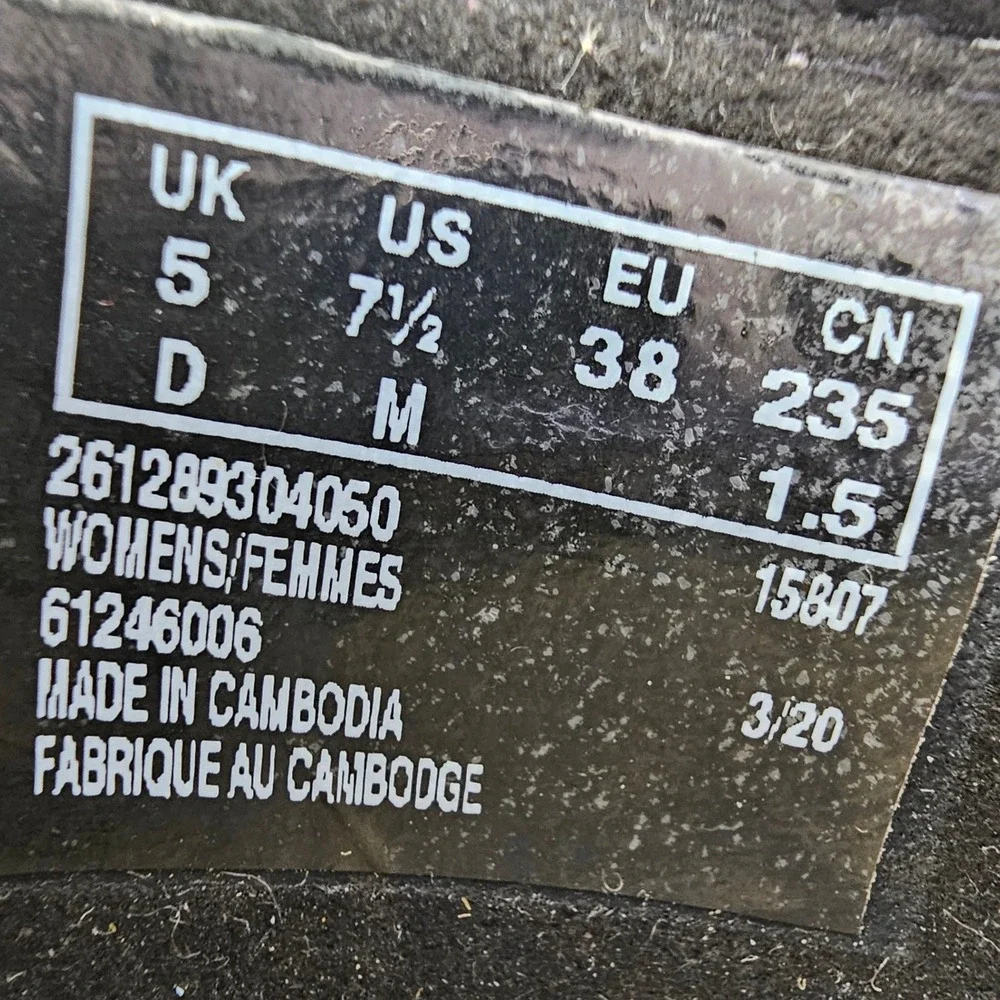 UK US EU CN
5 7½ 38 235
D M 1.5
261289304050
WOMENS/FEMMES 15807
61246006
MADE IN CAMBODIA 3/20
FABRIQUE AU CAMBODGE